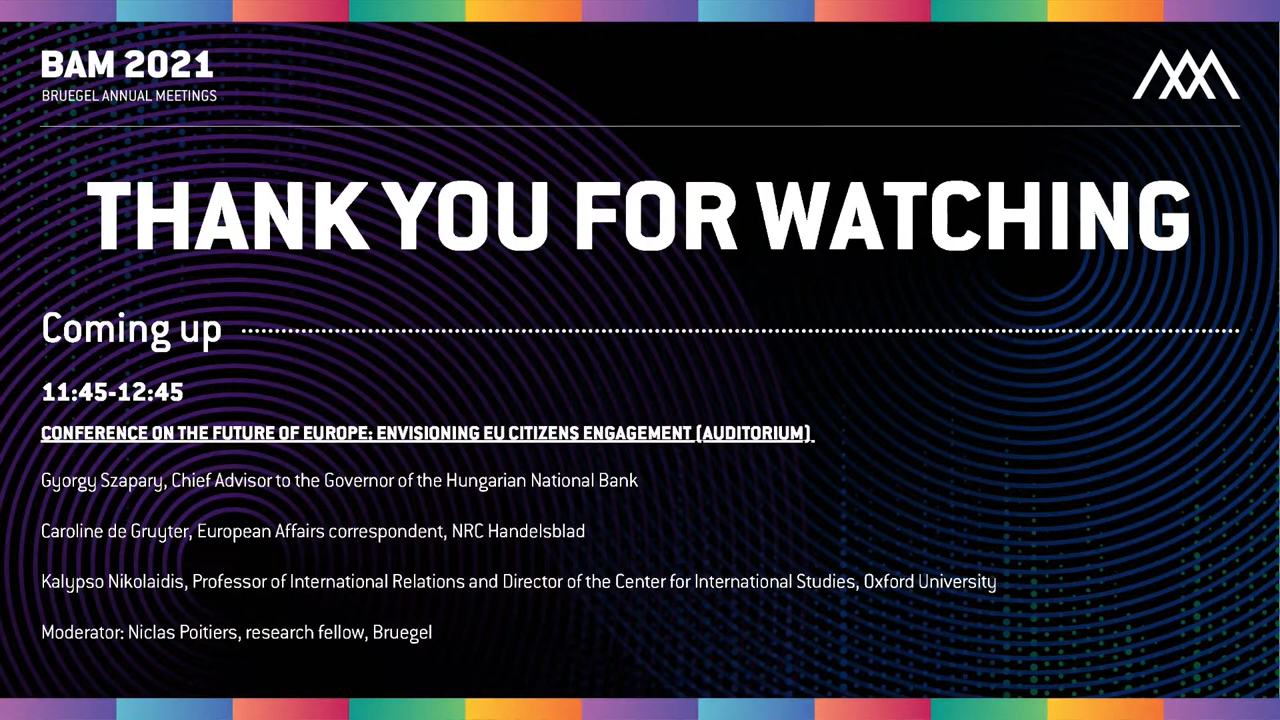 BAM 2021
BRUEGEL ANNUAL MEETINGS
THANK YOU FOR WATCHING
Coming up
11:45-12:45
CONFERENCE ON THE FUTURE OF EUROPE: ENVISIONING EU CITIZENS ENGAGEMENT (AUDITORIUM)
Gyorgy Szapary, Chief Advisor to the Governor of the Hungarian National Bank
Caroline de Gruyter, European Affairs correspondent, NRC Handelsblad
Kalypso Nikolaidis, Professor of International Relations and Director of the Center for International Studies, Oxford University
Moderator: Niclas Poitiers, research fellow, Bruegel